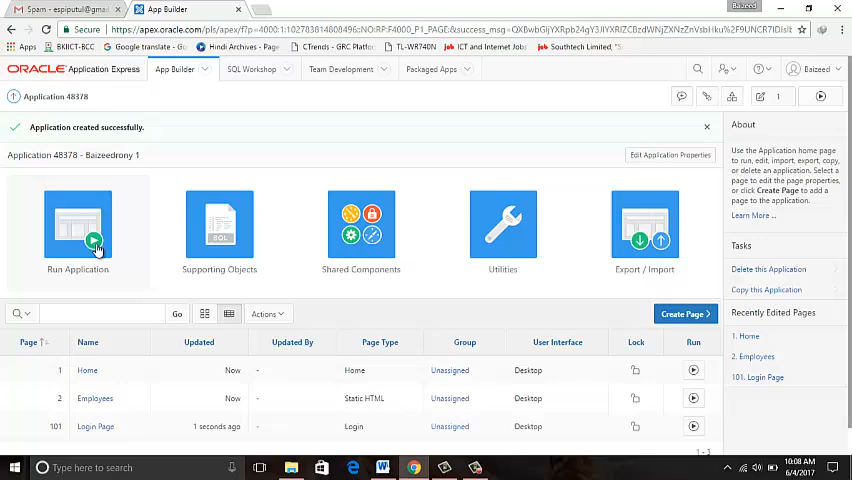 Spam - espiputul@gmail
App Builder
Baizeed
Secure https://apex.oracle.com/pls/apex/f?p=4000:1:102783814808496::NO:RP:F4000_P1_PAGE:&success_msg=
Apps
BKIICT-BCC
Google translate - G
Hindi Archives - Page
CTrends - GRC Platfor
TL-WR740N
ICT and Internet Jobs
Southtech Limited, "S
ORACLE Application Express
App Builder
SQL Workshop
Team Development
Packaged Apps
Baizeed
Application 48378
1
Application created successfully.
Application 48378 - Baizeedrony 1
Edit Application Properties
Run Application
SQL
Supporting Objects
Shared Components
Utilities
Export / Import
Go
Actions
Create Page
Page Name Updated Updated By Page Type Group User Interface Lock Run
1 Home Now - Home Unassigned Desktop
2 Employees Now - Static HTML Unassigned Desktop
101 Login Page 1 seconds ago - Login Unassigned Desktop
1 - 3
About
Use the Application home page
to run, edit, import, export, copy,
or delete an application. Select a
page to edit the page properties,
or click Create Page to add a
page to the application.
Learn More ...
Tasks
Delete this Application
Copy this Application
Recently Edited Pages
1. Home
2. Employees
101. Login Page
Type here to search
10:08 AM
6/4/2017